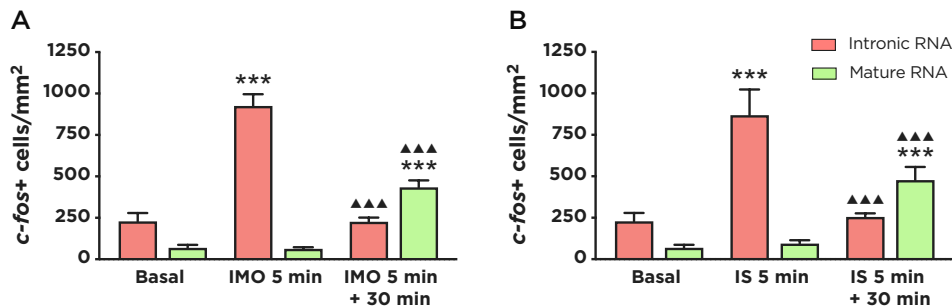 A
c-fos+ cells/mm²
1250
1000
750
500
250
0
***
▲▲▲
▲▲▲
***
Basal
IMO 5 min
IMO 5 min
+ 30 min
B
Intronic RNA
Mature RNA
c-fos+ cells/mm²
1250
1000
750
500
250
0
***
▲▲▲
▲▲▲
***
Basal
IS 5 min
IS 5 min
+ 30 min